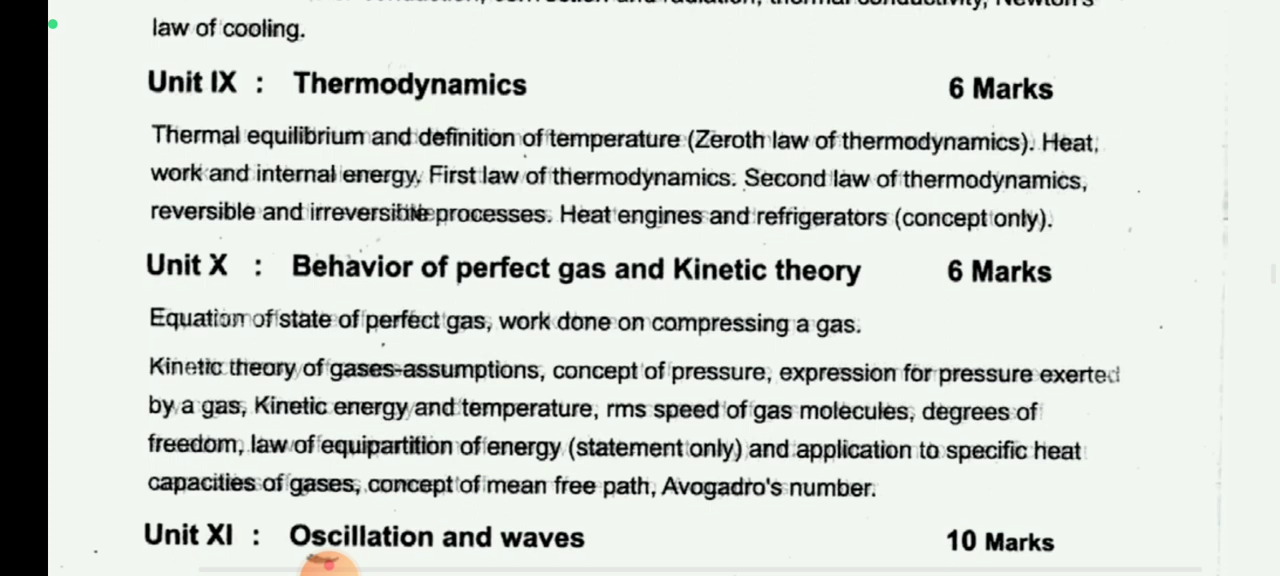 law of cooling.
Unit IX : Thermodynamics 6 Marks
Thermal equilibrium and definition of temperature (Zeroth law of thermodynamics). Heat,
work and internal energy. First law of thermodynamics. Second law of thermodynamics,
reversible and irreversible processes. Heat engines and refrigerators (concept only).
Unit X : Behavior of perfect gas and Kinetic theory 6 Marks
Equation of state of perfect gas, work done on compressing a gas.
Kinetic theory of gases-assumptions, concept of pressure, expression for pressure exerted
by a gas, Kinetic energy and temperature, rms speed of gas molecules, degrees of
freedom, law of equipartition of energy (statement only) and application to specific heat
capacities of gases, concept of mean free path, Avogadro's number.
Unit XI : Oscillation and waves 10 Marks